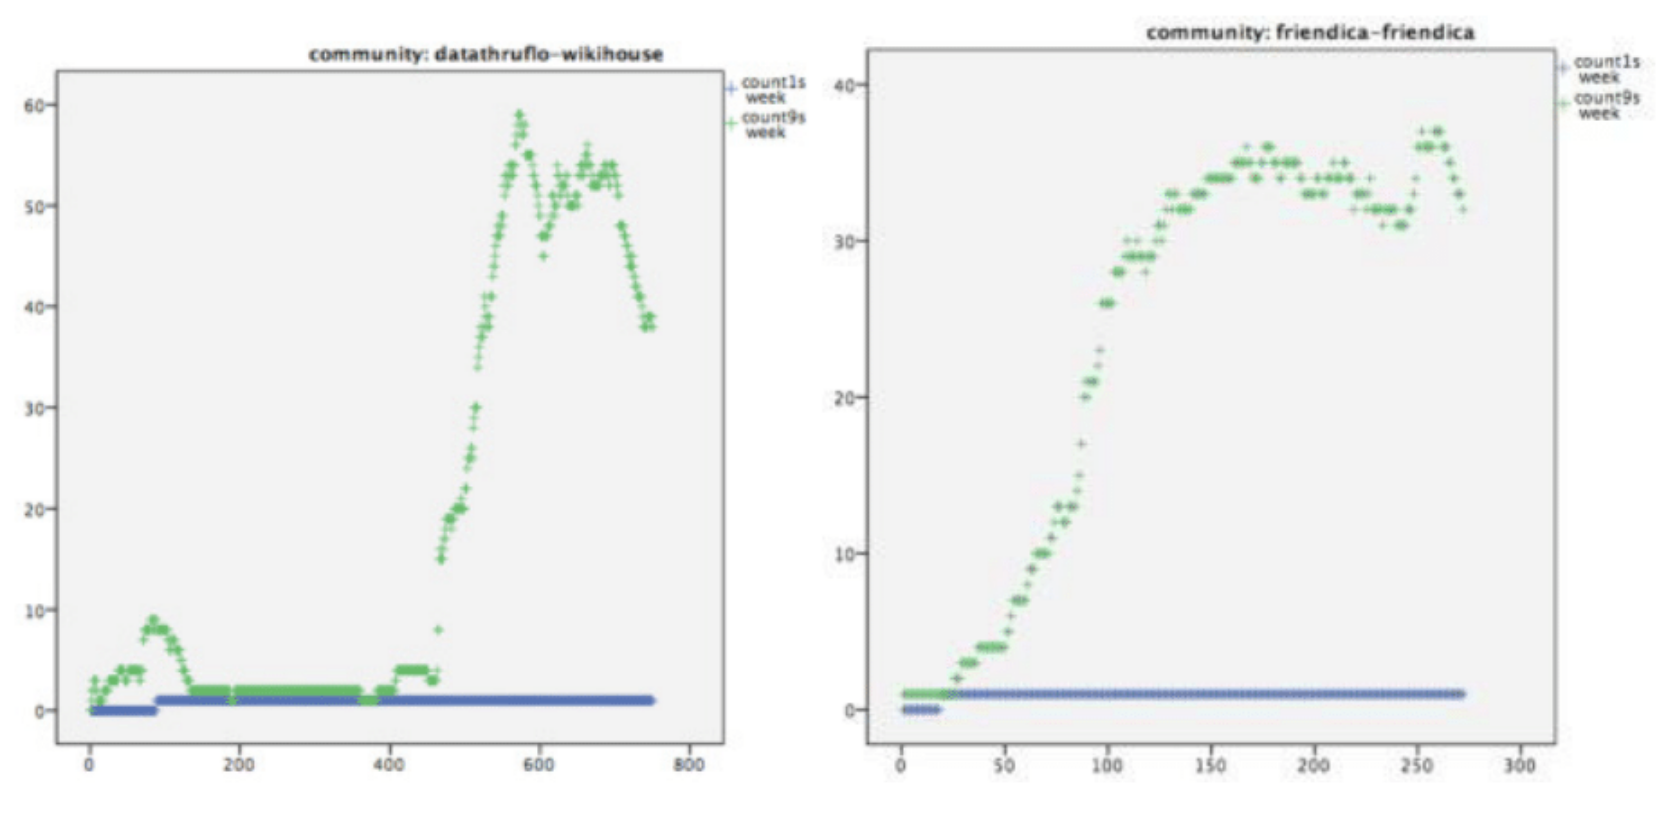 community: datathruflo-wikihouse
count1s
week
count9s
week
60
50
40
30
20
10
0
0 200 400 600 800
community: friendica-friendica
count1s
week
count9s
week
40
30
20
10
0
0 50 100 150 200 250 300